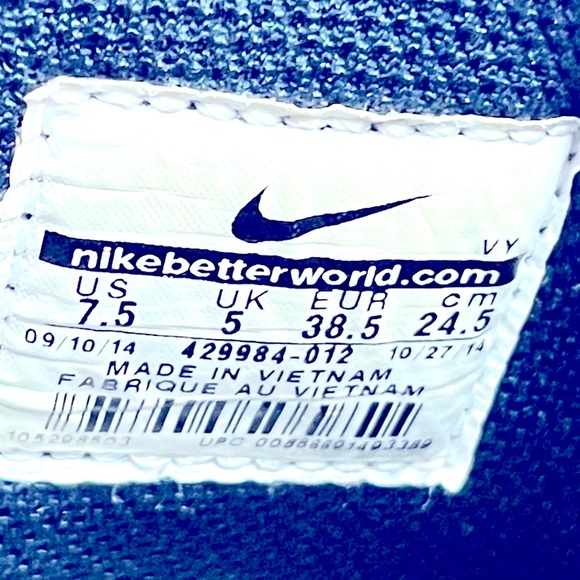 VY
nikebetterworld.com
US UK EUR cm
7.5 5 38.5 24.5
09/10/14 429984-012 10/27/14
MADE IN VIETNAM
FABRIQUE AU VIETNAM
UPC